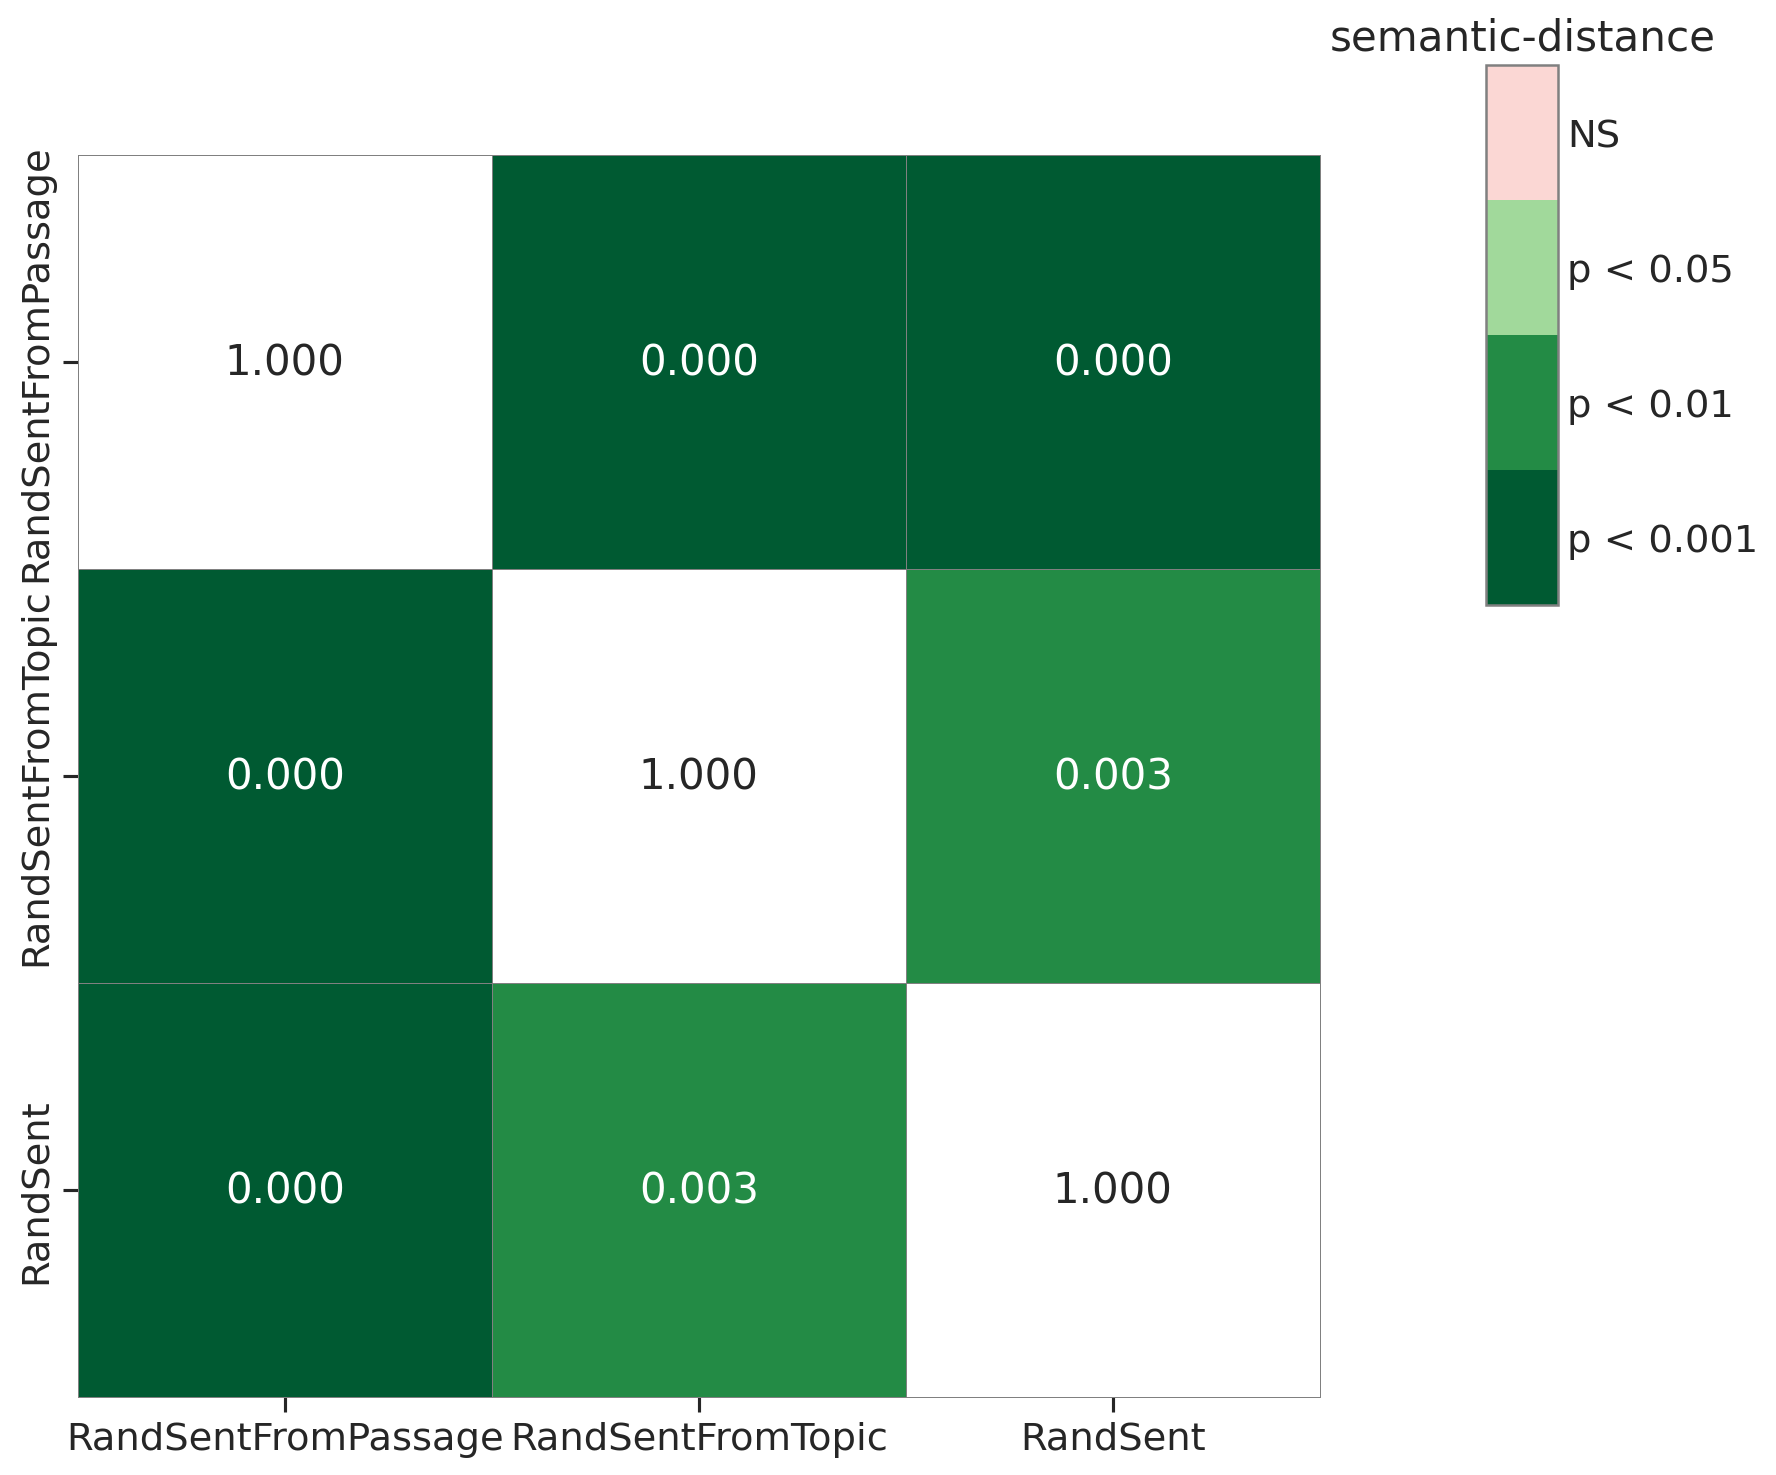 semantic-distance
NS
p < 0.05
p < 0.01
p < 0.001
RandSentFromPassage
1.000 0.000 0.000
RandSentFromTopic
0.000 1.000 0.003
RandSent
0.000 0.003 1.000
RandSentFromPassage RandSentFromTopic RandSent